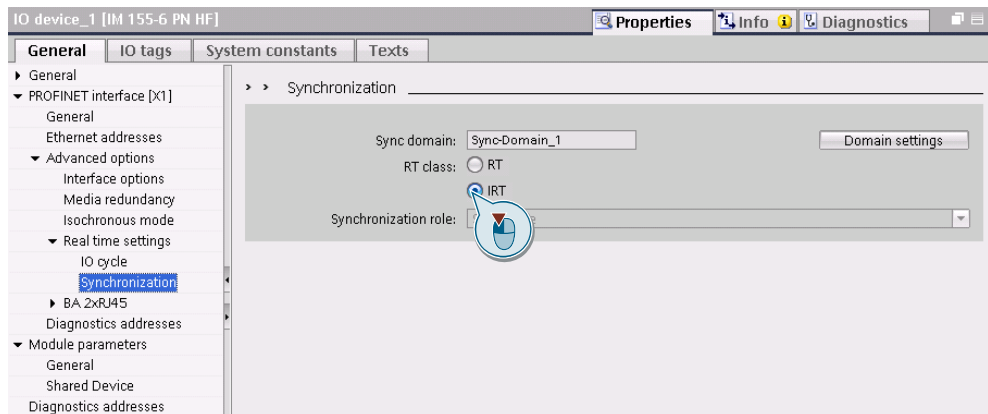 IO device_1 [IM 155-6 PN HF]
Properties
Info
Diagnostics
General
IO tags
System constants
Texts
General
PROFINET interface [X1]
General
Ethernet addresses
Advanced options
Interface options
Media redundancy
Isochronous mode
Real time settings
IO cycle
Synchronization
BA 2xRJ45
Diagnostics addresses
Module parameters
General
Shared Device
Diagnostics addresses
> > Synchronization
Sync domain: Sync-Domain_1
Domain settings
RT class: RT
IRT
Synchronization role: